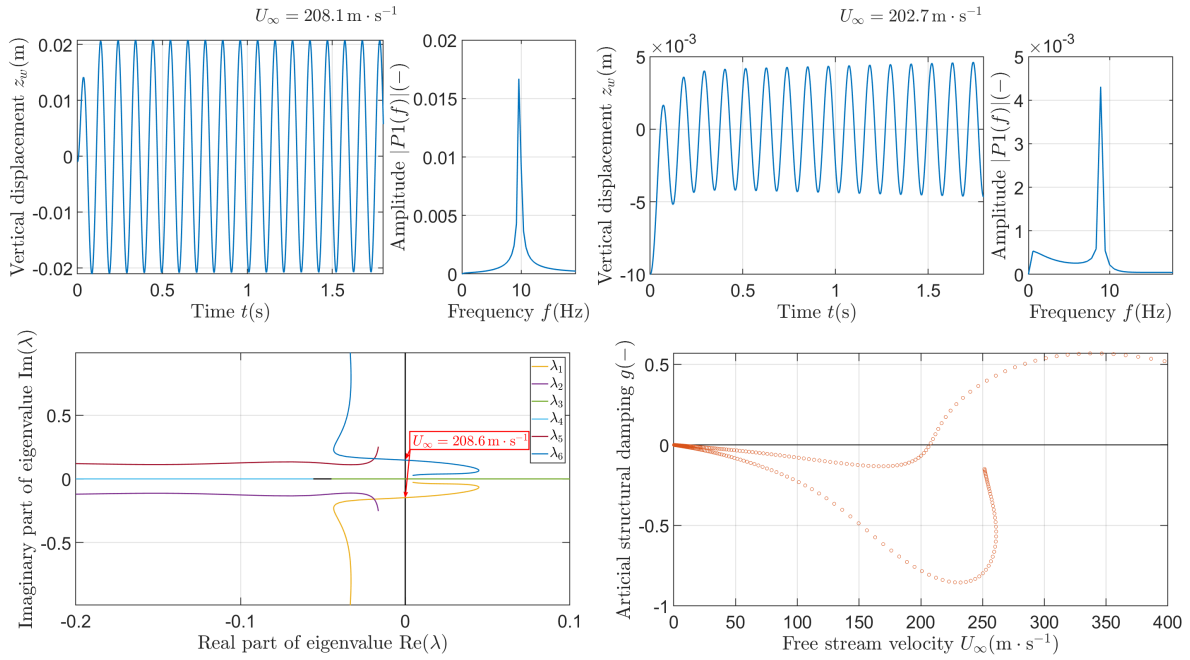 U∞ = 208.1 m · s⁻¹
Vertical displacement z_w(m)
0.02
0.01
0
-0.01
-0.02
0 0.5 1 1.5
Time t(s)
Amplitude |P1(f)|(−)
0.02
0.015
0.01
0.005
0
0 10
Frequency f(Hz)
U∞ = 202.7 m · s⁻¹
Vertical displacement z_w(m)
×10⁻³
5
0
-5
-10
0 0.5 1 1.5
Time t(s)
Amplitude |P1(f)|(−)
×10⁻³
5
4
3
2
1
0
0 10
Frequency f(Hz)
Imaginary part of eigenvalue Im(λ)
0.5
0
-0.5
-0.2 -0.1 0 0.1
Real part of eigenvalue Re(λ)
U∞ = 208.6 m · s⁻¹
λ₁
λ₂
λ₃
λ₄
λ₅
λ₆
Articial structural damping g(−)
0.5
0
-0.5
-1
0 50 100 150 200 250 300 350 400
Free stream velocity U∞(m · s⁻¹)